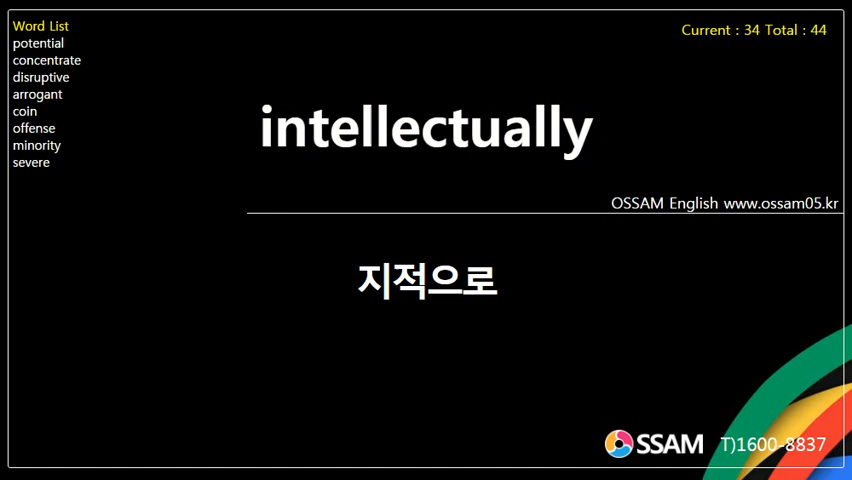 Word List
potential
concentrate
disruptive
arrogant
coin
offense
minority
severe
Current : 34 Total : 44
intellectually
OSSAM English www.ossam05.kr
지적으로
OSSAM T)1600-8837